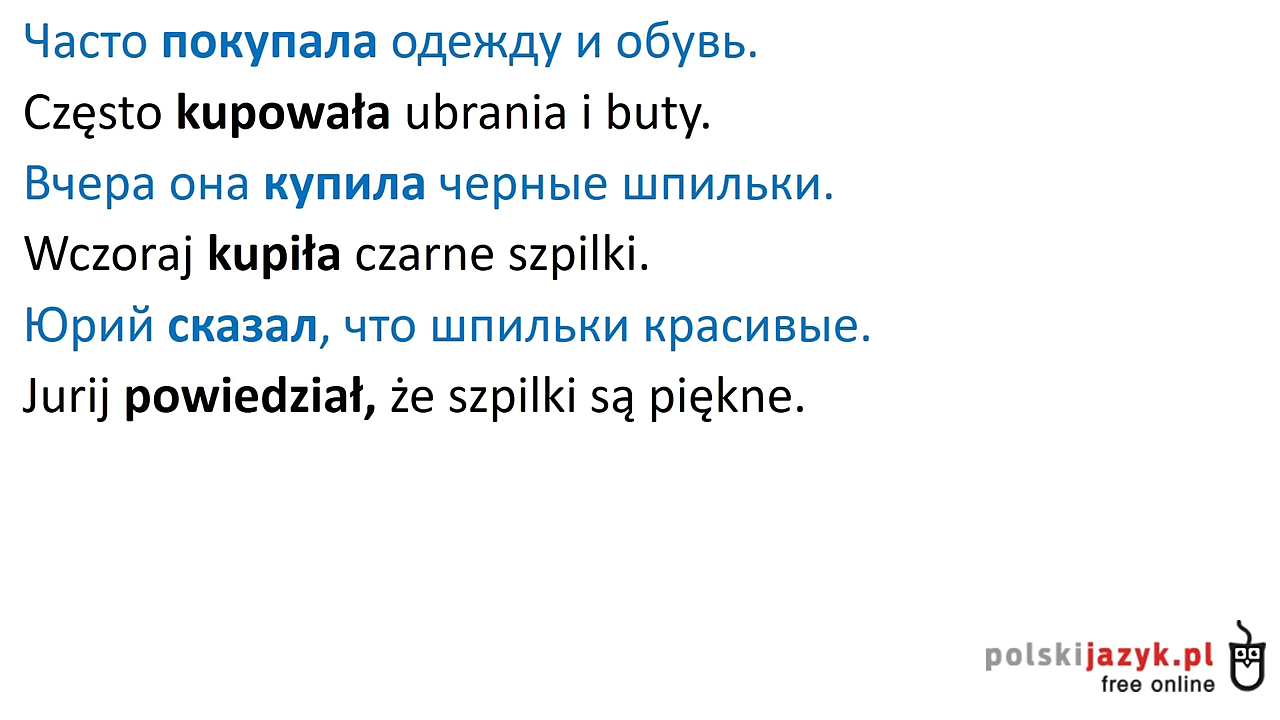 Часто покупала одежду и обувь.
Często kupowała ubrania i buty.
Вчера она купила черные шпильки.
Wczoraj kupiła czarne szpilki.
Юрий сказал, что шпильки красивые.
Jurij powiedział, że szpilki są piękne.
polskijazyk.pl
free online